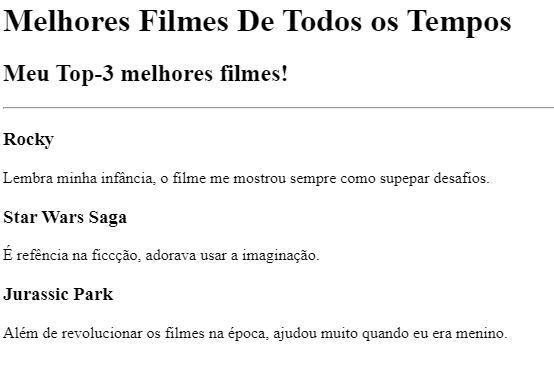 Melhores Filmes De Todos os Tempos
Meu Top-3 melhores filmes!
Rocky
Lembra minha infância, o filme me mostrou sempre como supepar desafios.
Star Wars Saga
É refência na ficcção, adorava usar a imaginação.
Jurassic Park
Além de revolucionar os filmes na época, ajudou muito quando eu era menino.